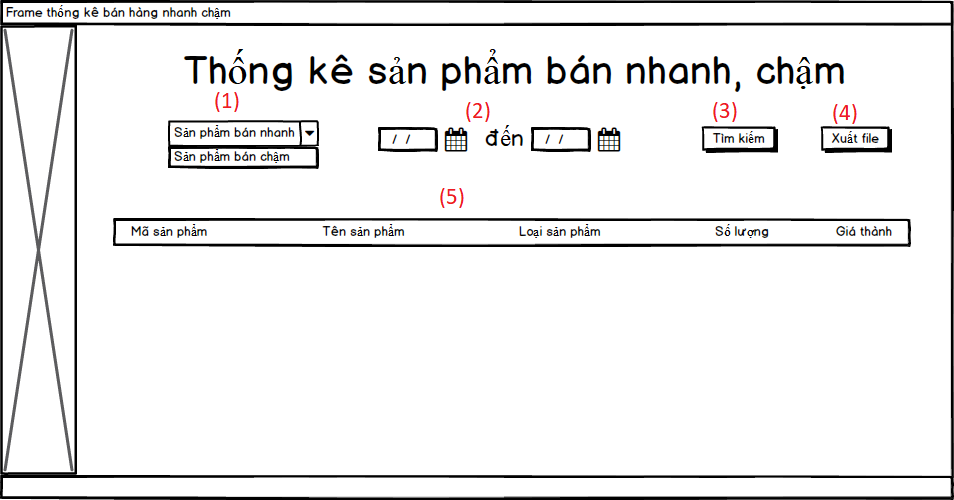 Frame thống kê bán hàng nhanh chậm
Thống kê sản phẩm bán nhanh, chậm
(1)
(2)
(3)
(4)
Sản phẩm bán nhanh
/ / đến / /
Tìm kiếm
Xuất file
Sản phẩm bán chậm
(5)
Mã sản phẩm Tên sản phẩm Loại sản phẩm Số lượng Giá thành